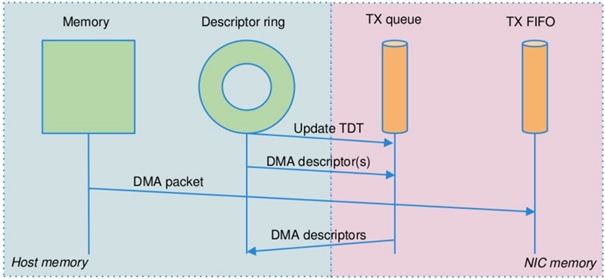 Memory
Descriptor ring
TX queue
TX FIFO
Update TDT
DMA descriptor(s)
DMA packet
DMA descriptors
Host memory
NIC memory